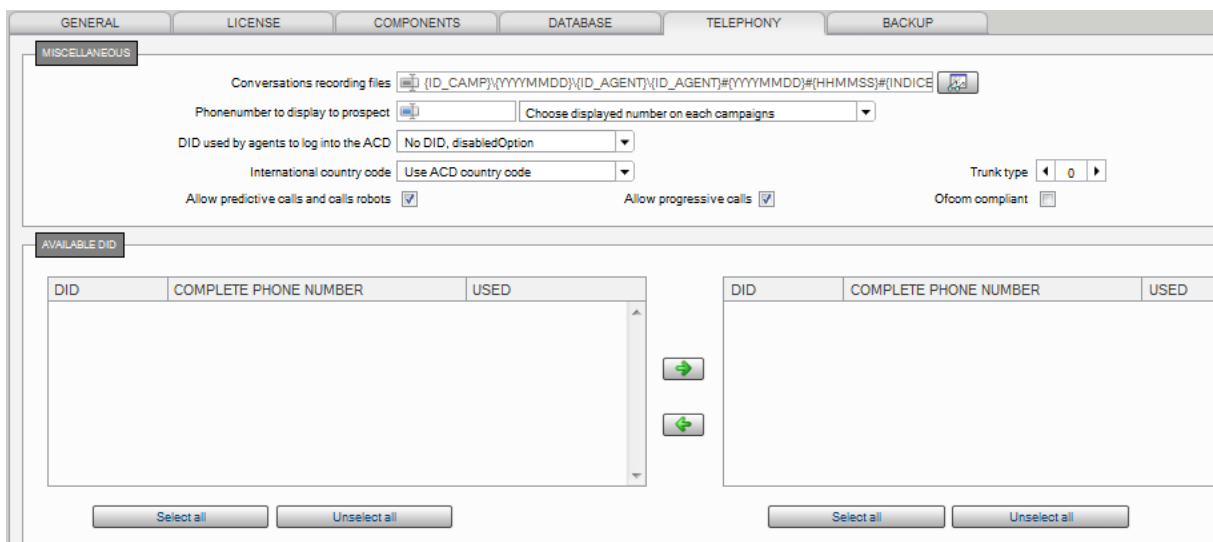 GENERAL LICENSE COMPONENTS DATABASE TELEPHONY BACKUP
MISCELLANEOUS
Conversations recording files {ID_CAMP}\{YYYYMMDD}\{ID_AGENT}\{ID_AGENT}#{YYYYMMDD}#{HHMMSS}#{INDICE
Phonenumber to display to prospect Choose displayed number on each campaigns
DID used by agents to log into the ACD No DID, disabledOption
International country code Use ACD country code Trunk type 0
Allow predictive calls and calls robots Allow progressive calls Ofcom compliant
AVAILABLE DID
DID COMPLETE PHONE NUMBER USED DID COMPLETE PHONE NUMBER USED
Select all Unselect all Select all Unselect all